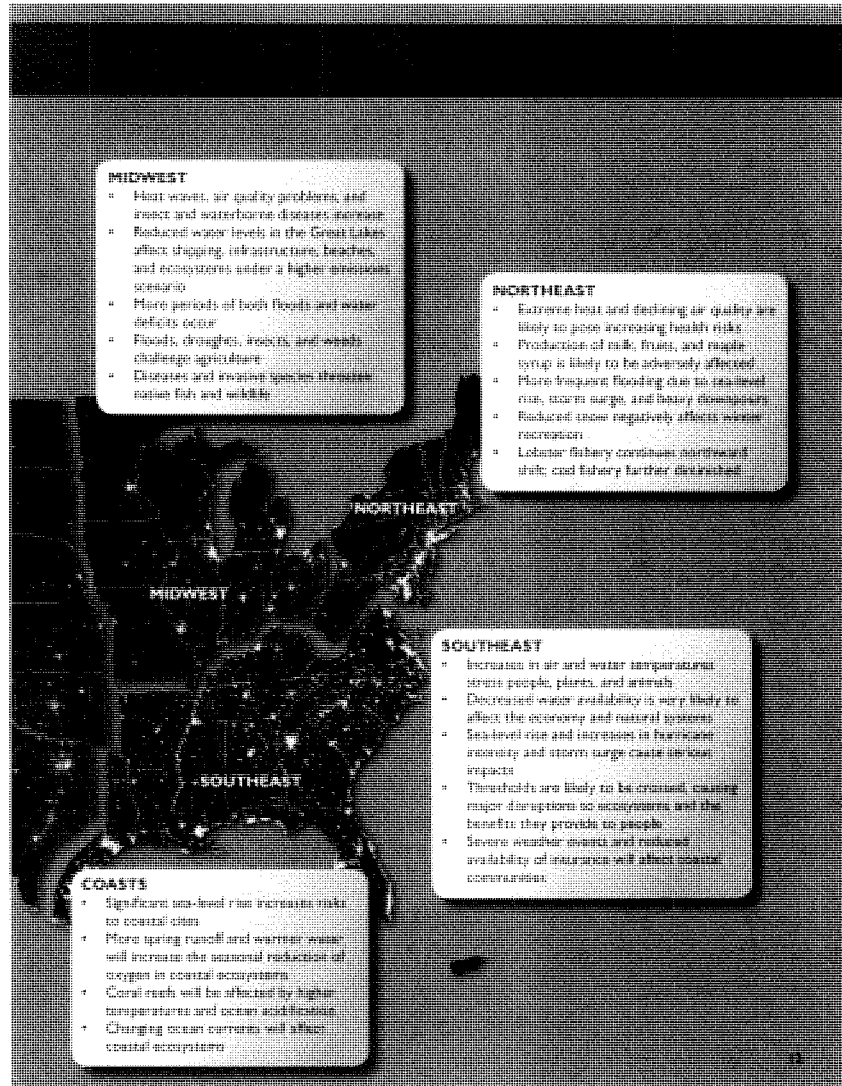 MIDWEST
• Heat waves, air quality problems, and
insect and waterborne diseases increase
• Reduced water levels in the Great Lakes
affect shipping, infrastructure, beaches,
and ecosystems under a higher emissions
scenario
• More periods of both floods and water
deficits occur
• Floods, droughts, insects, and weeds
challenge agriculture
• Diseases and invasive species threaten
native fish and wildlife
NORTHEAST
• Extreme heat and declining air quality are
likely to pose increasing health risks
• Production of milk, fruits, and maple
syrup is likely to be adversely affected
• More frequent flooding due to sea-level
rise, storm surge, and heavy downpours
• Reduced snow negatively affects winter
recreation
• Lobster fishery continues northward
shift; cod fishery further diminished
NORTHEAST
MIDWEST
SOUTHEAST
SOUTHEAST
• Increases in air and water temperatures
stress people, plants, and animals
• Decreased water availability is very likely to
affect the economy and natural systems
• Sea-level rise and increases in hurricane
intensity and storm surge cause serious
impacts
• Thresholds are likely to be crossed, causing
major disruptions to ecosystems and the
benefits they provide to people
• Severe weather events and reduced
availability of insurance will affect coastal
communities
COASTS
• Significant sea-level rise increases risks
to coastal cities
• More spring runoff and warmer water
will increase the seasonal reduction of
oxygen in coastal ecosystems
• Coral reefs will be affected by higher
temperatures and ocean acidification
• Changing ocean currents will affect
coastal ecosystems